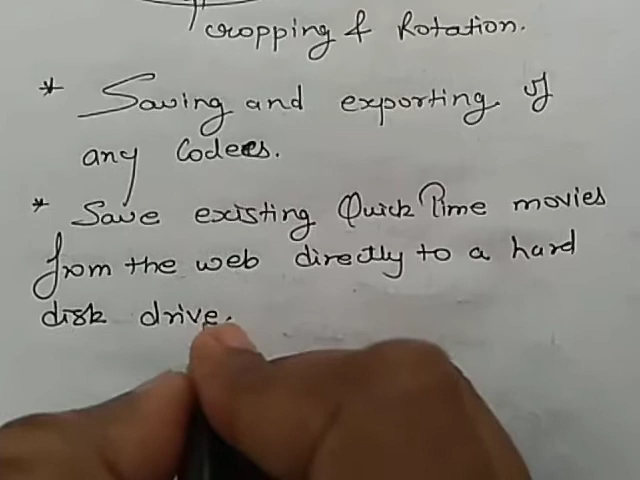 cropping & Rotation.
* Saving and exporting of
any Codecs.
* Save existing QuickTime movies
from the web directly to a hard
disk drive.